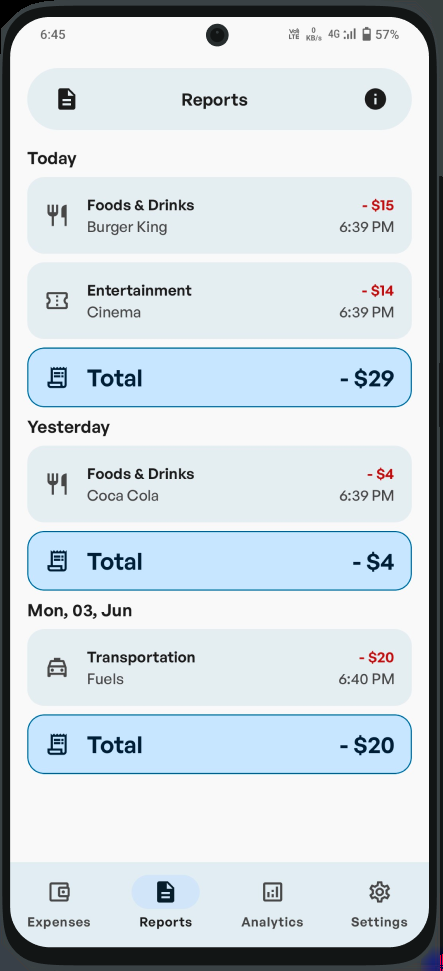 6:45
Vo) LTE 0 KB/s 4G 57%
Reports
Today
Foods & Drinks - $15
Burger King 6:39 PM
Entertainment - $14
Cinema 6:39 PM
Total - $29
Yesterday
Foods & Drinks - $4
Coca Cola 6:39 PM
Total - $4
Mon, 03, Jun
Transportation - $20
Fuels 6:40 PM
Total - $20
Expenses Reports Analytics Settings